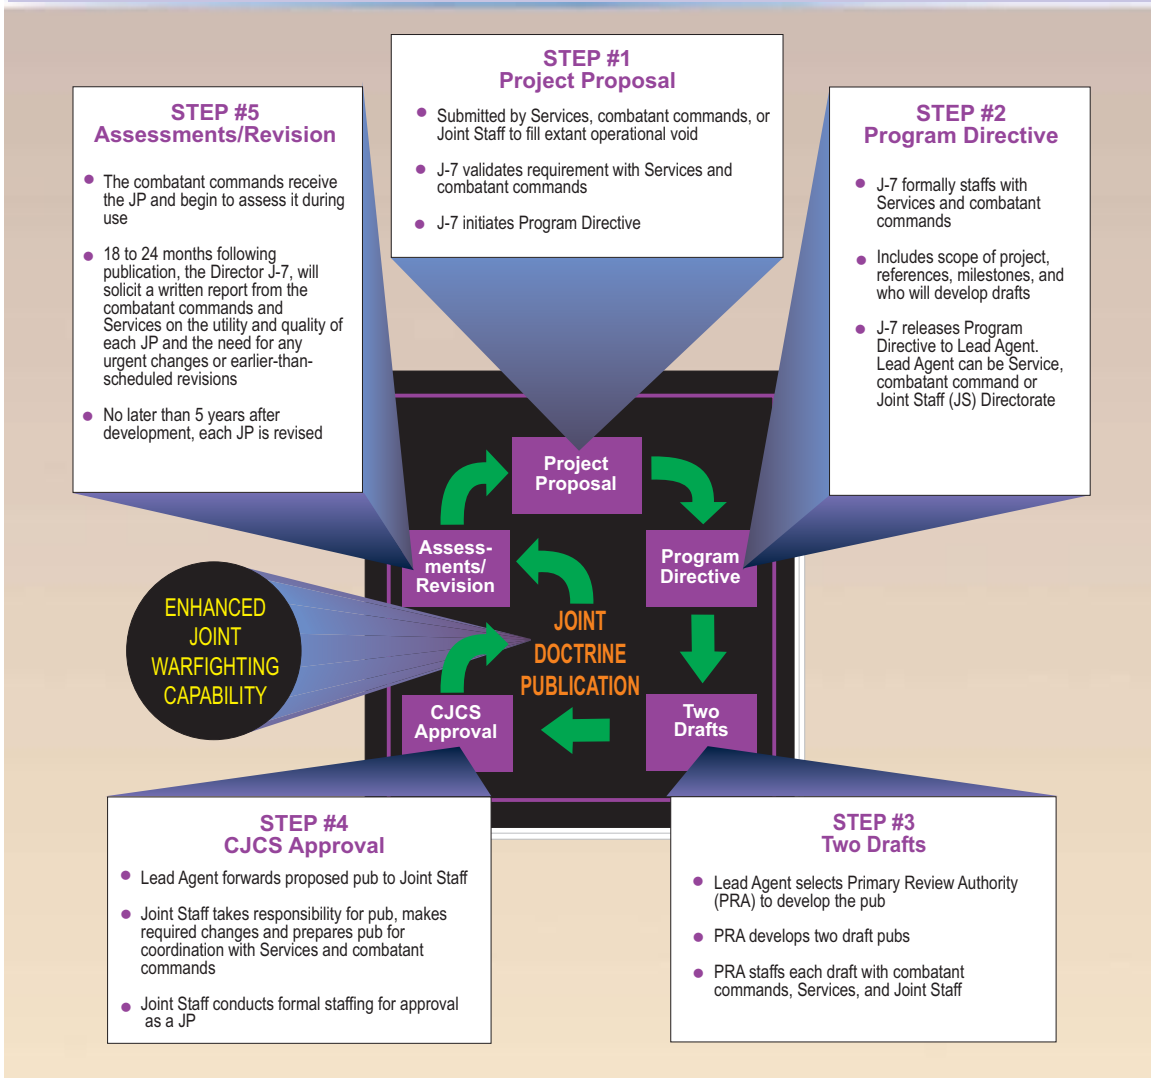 STEP #1
Project Proposal
• Submitted by Services, combatant commands, or
Joint Staff to fill extant operational void
• J-7 validates requirement with Services and
combatant commands
• J-7 initiates Program Directive
STEP #2
Program Directive
• J-7 formally staffs with
Services and combatant
commands
• Includes scope of project,
references, milestones, and
who will develop drafts
• J-7 releases Program
Directive to Lead Agent.
Lead Agent can be Service,
combatant command or
Joint Staff (JS) Directorate
STEP #5
Assessments/Revision
• The combatant commands receive
the JP and begin to assess it during
use
• 18 to 24 months following
publication, the Director J-7, will
solicit a written report from the
combatant commands and
Services on the utility and quality of
each JP and the need for any
urgent changes or earlier-than-
scheduled revisions
• No later than 5 years after
development, each JP is revised
Project
Proposal
Assess-
ments/
Revision
Program
Directive
ENHANCED
JOINT
WARFIGHTING
CAPABILITY
JOINT
DOCTRINE
PUBLICATION
CJCS
Approval
Two
Drafts
STEP #4
CJCS Approval
• Lead Agent forwards proposed pub to Joint Staff
• Joint Staff takes responsibility for pub, makes
required changes and prepares pub for
coordination with Services and combatant
commands
• Joint Staff conducts formal staffing for approval
as a JP
STEP #3
Two Drafts
• Lead Agent selects Primary Review Authority
(PRA) to develop the pub
• PRA develops two draft pubs
• PRA staffs each draft with combatant
commands, Services, and Joint Staff